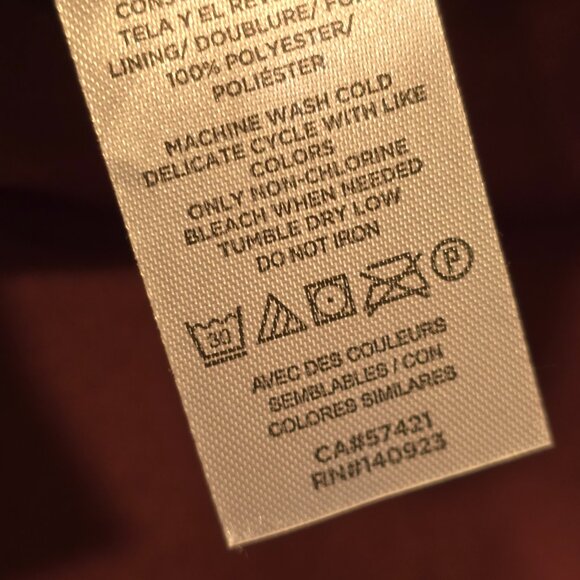 TELA Y EL
LINING/ DOUBLURE/
100% POLYESTER/
POLIÉSTER
MACHINE WASH COLD
DELICATE CYCLE WITH LIKE
COLORS
ONLY NON-CHLORINE
BLEACH WHEN NEEDED
TUMBLE DRY LOW
DO NOT IRON
30 P
AVEC DES COULEURS
SEMBLABLES / CON
COLORES SIMILARES
CA#57421
RN#140923